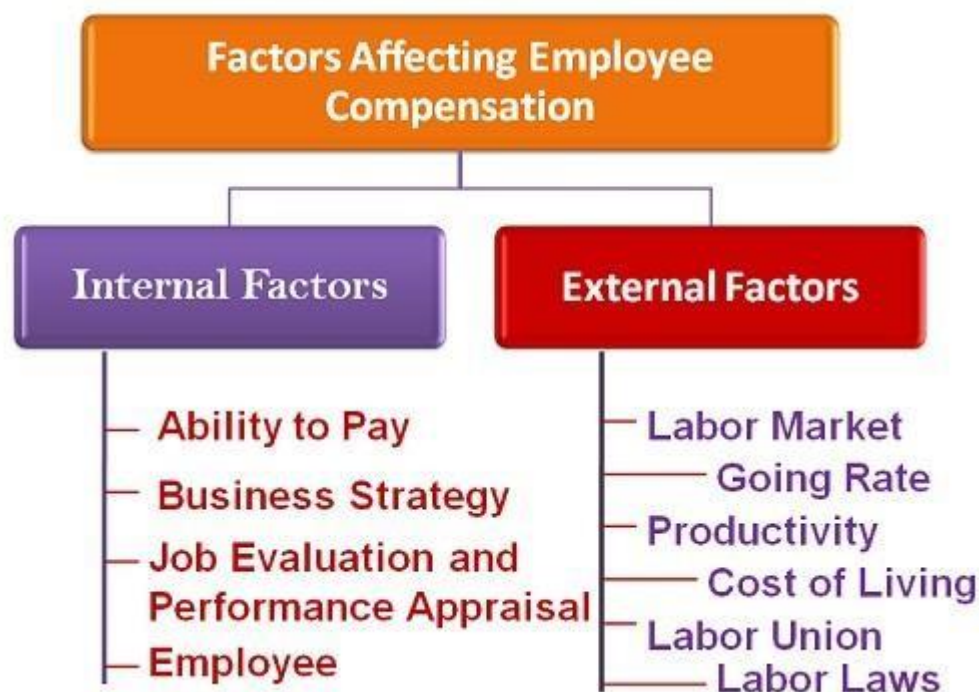 Factors Affecting Employee
Compensation
Internal Factors
Ability to Pay
Business Strategy
Job Evaluation and
Performance Appraisal
Employee
External Factors
Labor Market
Going Rate
Productivity
Cost of Living
Labor Union
Labor Laws